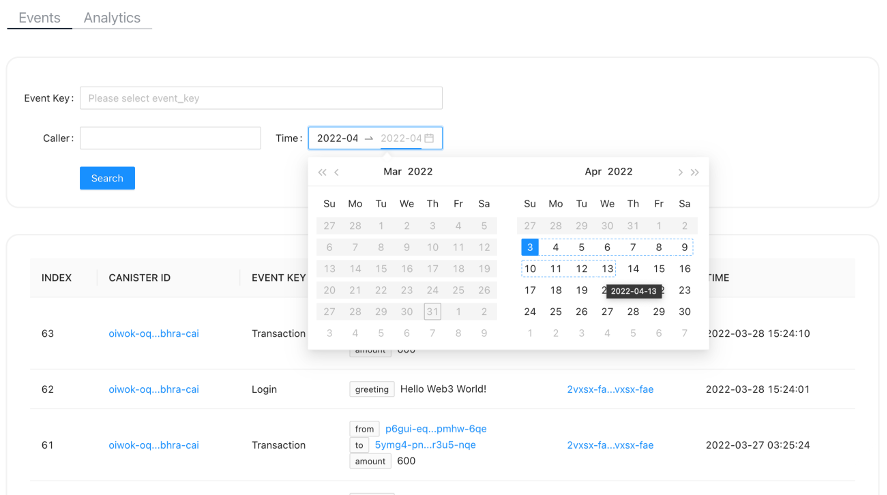 Events Analytics
Event Key: Please select event_key
Caller: Time: 2022-04 → 2022-04
Search
« ‹ Mar 2022 Apr 2022 › »
Su Mo Tu We Th Fr Sa Su Mo Tu We Th Fr Sa
27 28 1 2 3 4 5 27 28 29 30 31 1 2
6 7 8 9 10 11 12 3 4 5 6 7 8 9
13 14 15 16 17 18 19 10 11 12 13 14 15 16
20 21 22 23 24 25 26 17 18 19 23
2022-04-13
27 28 29 30 31 1 2 24 25 26 27 28 29 30
3 4 5 6 7 8 9 1 2 3 4 5 6 7
INDEX CANISTER ID EVENT KEY TIME
63 oiwok-oq...bhra-cai Transaction 2022-03-28 15:24:10
amount 600
62 oiwok-oq...bhra-cai Login greeting Hello Web3 World! 2vxsx-fa...vxsx-fae 2022-03-28 15:24:01
from p6gui-eq...pmhw-6qe
to 5ymg4-pn...r3u5-nqe
61 oiwok-oq...bhra-cai Transaction 2vxsx-fa...vxsx-fae 2022-03-27 03:25:24
amount 600